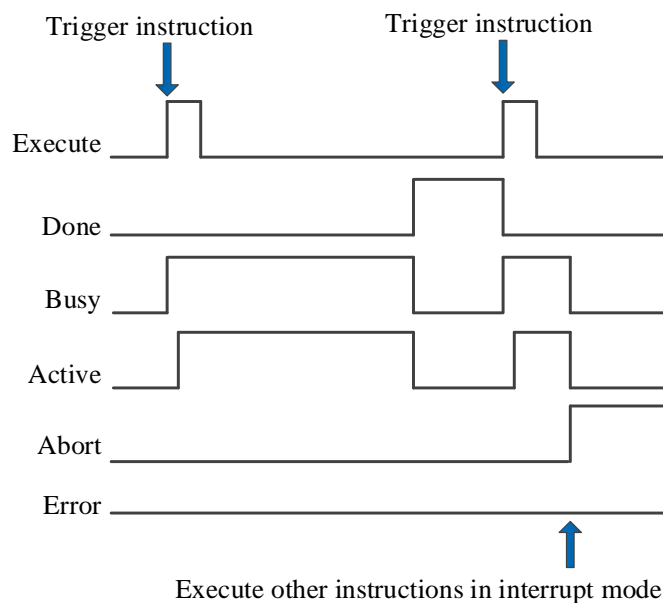 Trigger instruction
Trigger instruction
Execute
Done
Busy
Active
Abort
Error
Execute other instructions in interrupt mode